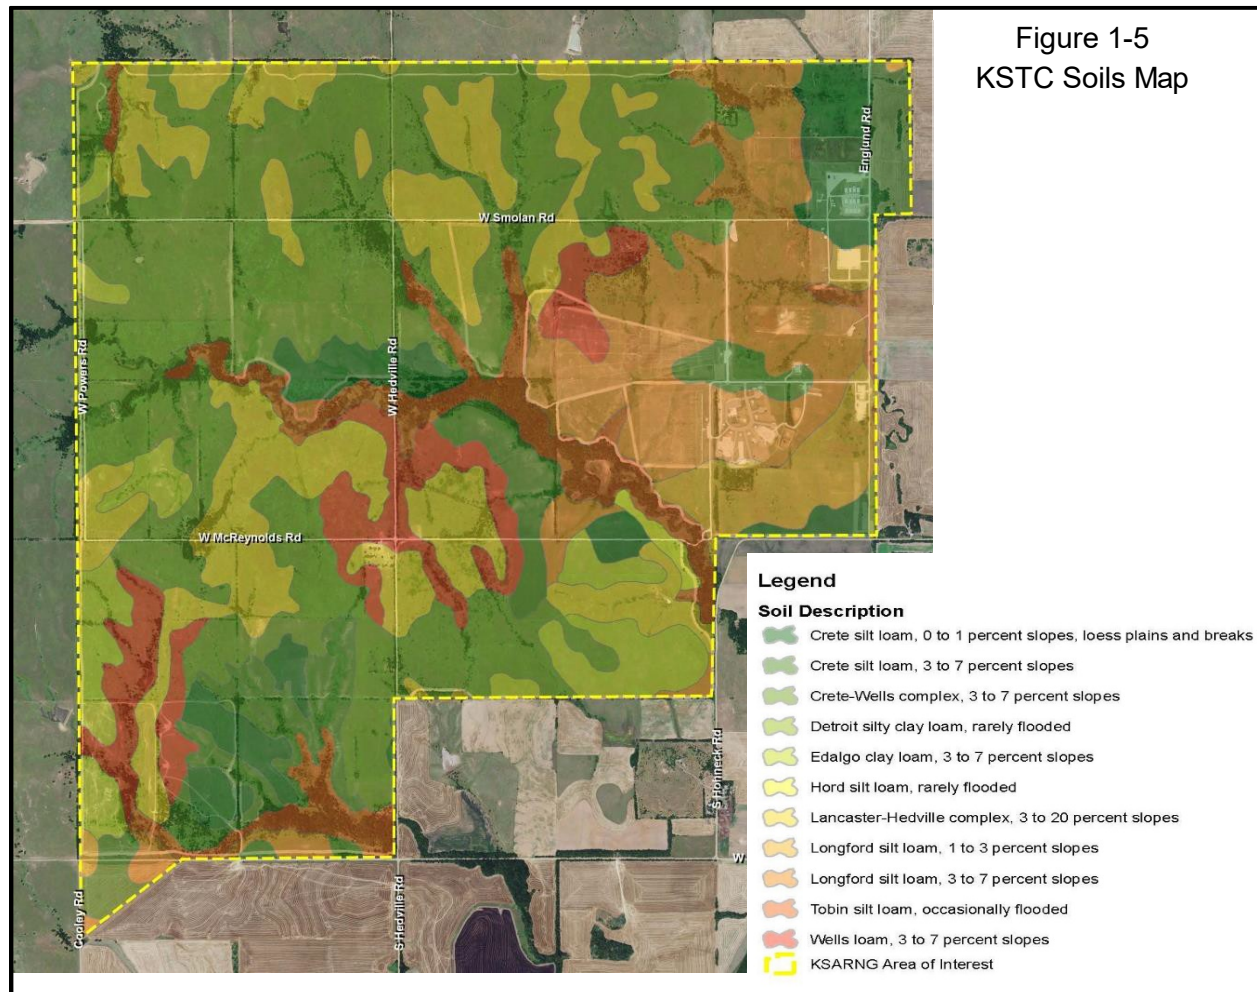 Figure 1-5
KSTC Soils Map
Englund Rd
W Smolan Rd
W Powers Rd
W Hedville Rd
W McReynolds Rd
S Hohneck Rd
W
Cooley Rd
S Hedville Rd
Legend
Soil Description
Crete silt loam, 0 to 1 percent slopes, loess plains and breaks
Crete silt loam, 3 to 7 percent slopes
Crete-Wells complex, 3 to 7 percent slopes
Detroit silty clay loam, rarely flooded
Edalgo clay loam, 3 to 7 percent slopes
Hord silt loam, rarely flooded
Lancaster-Hedville complex, 3 to 20 percent slopes
Longford silt loam, 1 to 3 percent slopes
Longford silt loam, 3 to 7 percent slopes
Tobin silt loam, occasionally flooded
Wells loam, 3 to 7 percent slopes
KSARNG Area of Interest